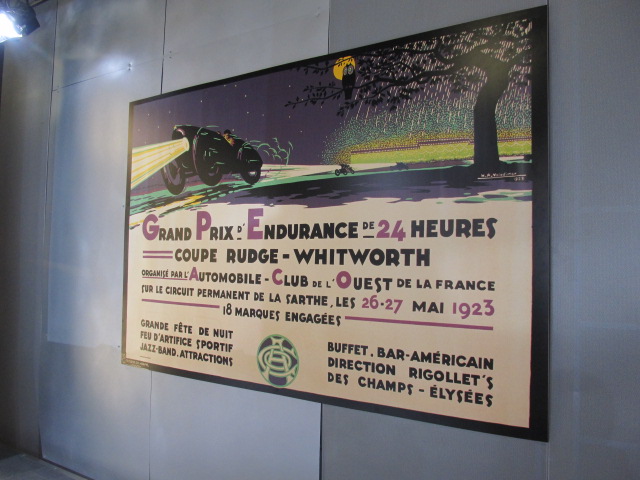 GRAND PRIX D'ENDURANCE DE 24 HEURES
COUPE RUDGE-WHITWORTH
ORGANISÉ PAR L'AUTOMOBILE-CLUB DE L'OUEST DE LA FRANCE
SUR LE CIRCUIT PERMANENT DE LA SARTHE, LES 26-27 MAI 1923
18 MARQUES ENGAGÉES
GRANDE FÊTE DE NUIT
FEU D'ARTIFICE SPORTIF
JAZZ-BAND. ATTRACTIONS
BUFFET. BAR-AMÉRICAIN
DIRECTION RIGOLLET'S
DES CHAMPS - ÉLYSÉES